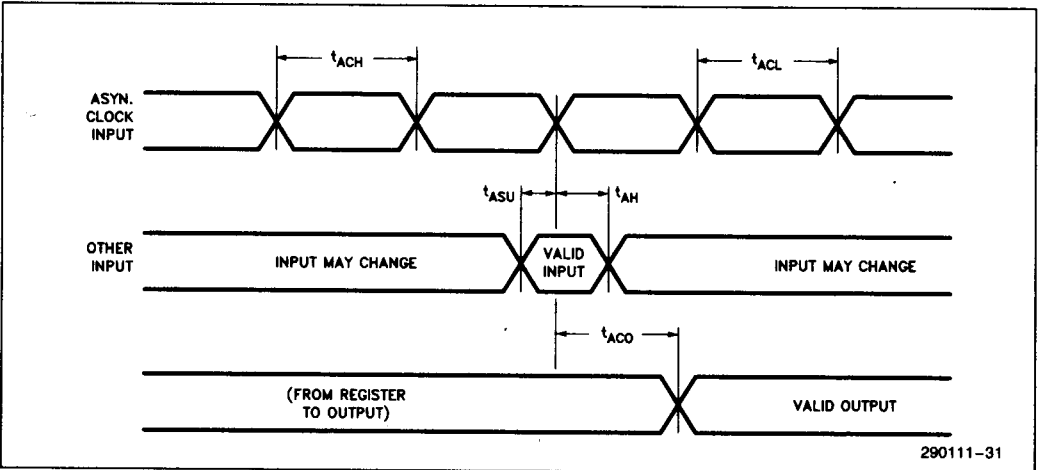 tACH
tACL
ASYN.
CLOCK
INPUT
tASU
tAH
OTHER
INPUT
INPUT MAY CHANGE
VALID
INPUT
INPUT MAY CHANGE
tACO
(FROM REGISTER
TO OUTPUT)
VALID OUTPUT
290111-31